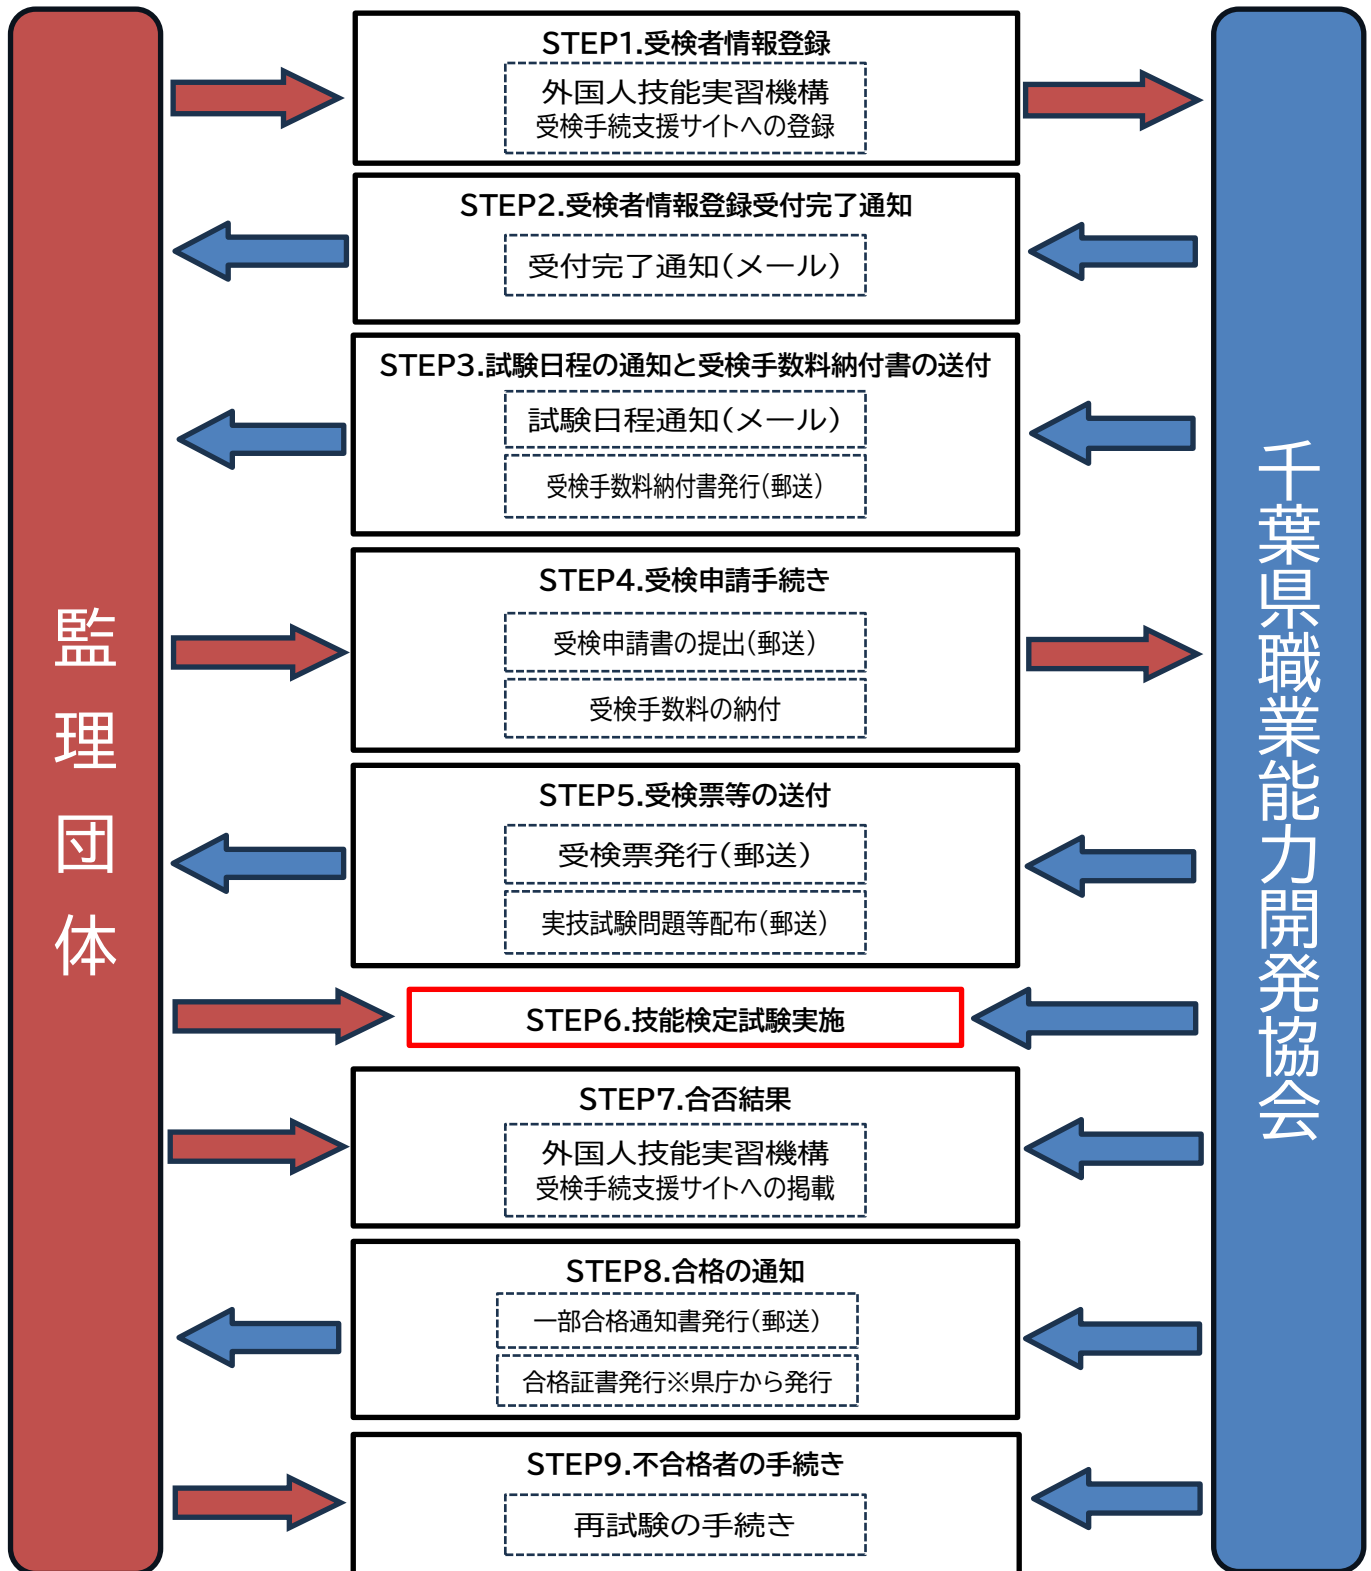 監理団体
STEP1.受検者情報登録
外国人技能実習機構
受検手続支援サイトへの登録
STEP2.受検者情報登録受付完了通知
受付完了通知(メール)
STEP3.試験日程の通知と受検手数料納付書の送付
試験日程通知(メール)
受検手数料納付書発行(郵送)
STEP4.受検申請手続き
受検申請書の提出(郵送)
受検手数料の納付
STEP5.受検票等の送付
受検票発行(郵送)
実技試験問題等配布(郵送)
STEP6.技能検定試験実施
STEP7.合否結果
外国人技能実習機構
受検手続支援サイトへの掲載
STEP8.合格の通知
一部合格通知書発行(郵送)
合格証書発行※県庁から発行
STEP9.不合格者の手続き
再試験の手続き
千葉県職業能力開発協会